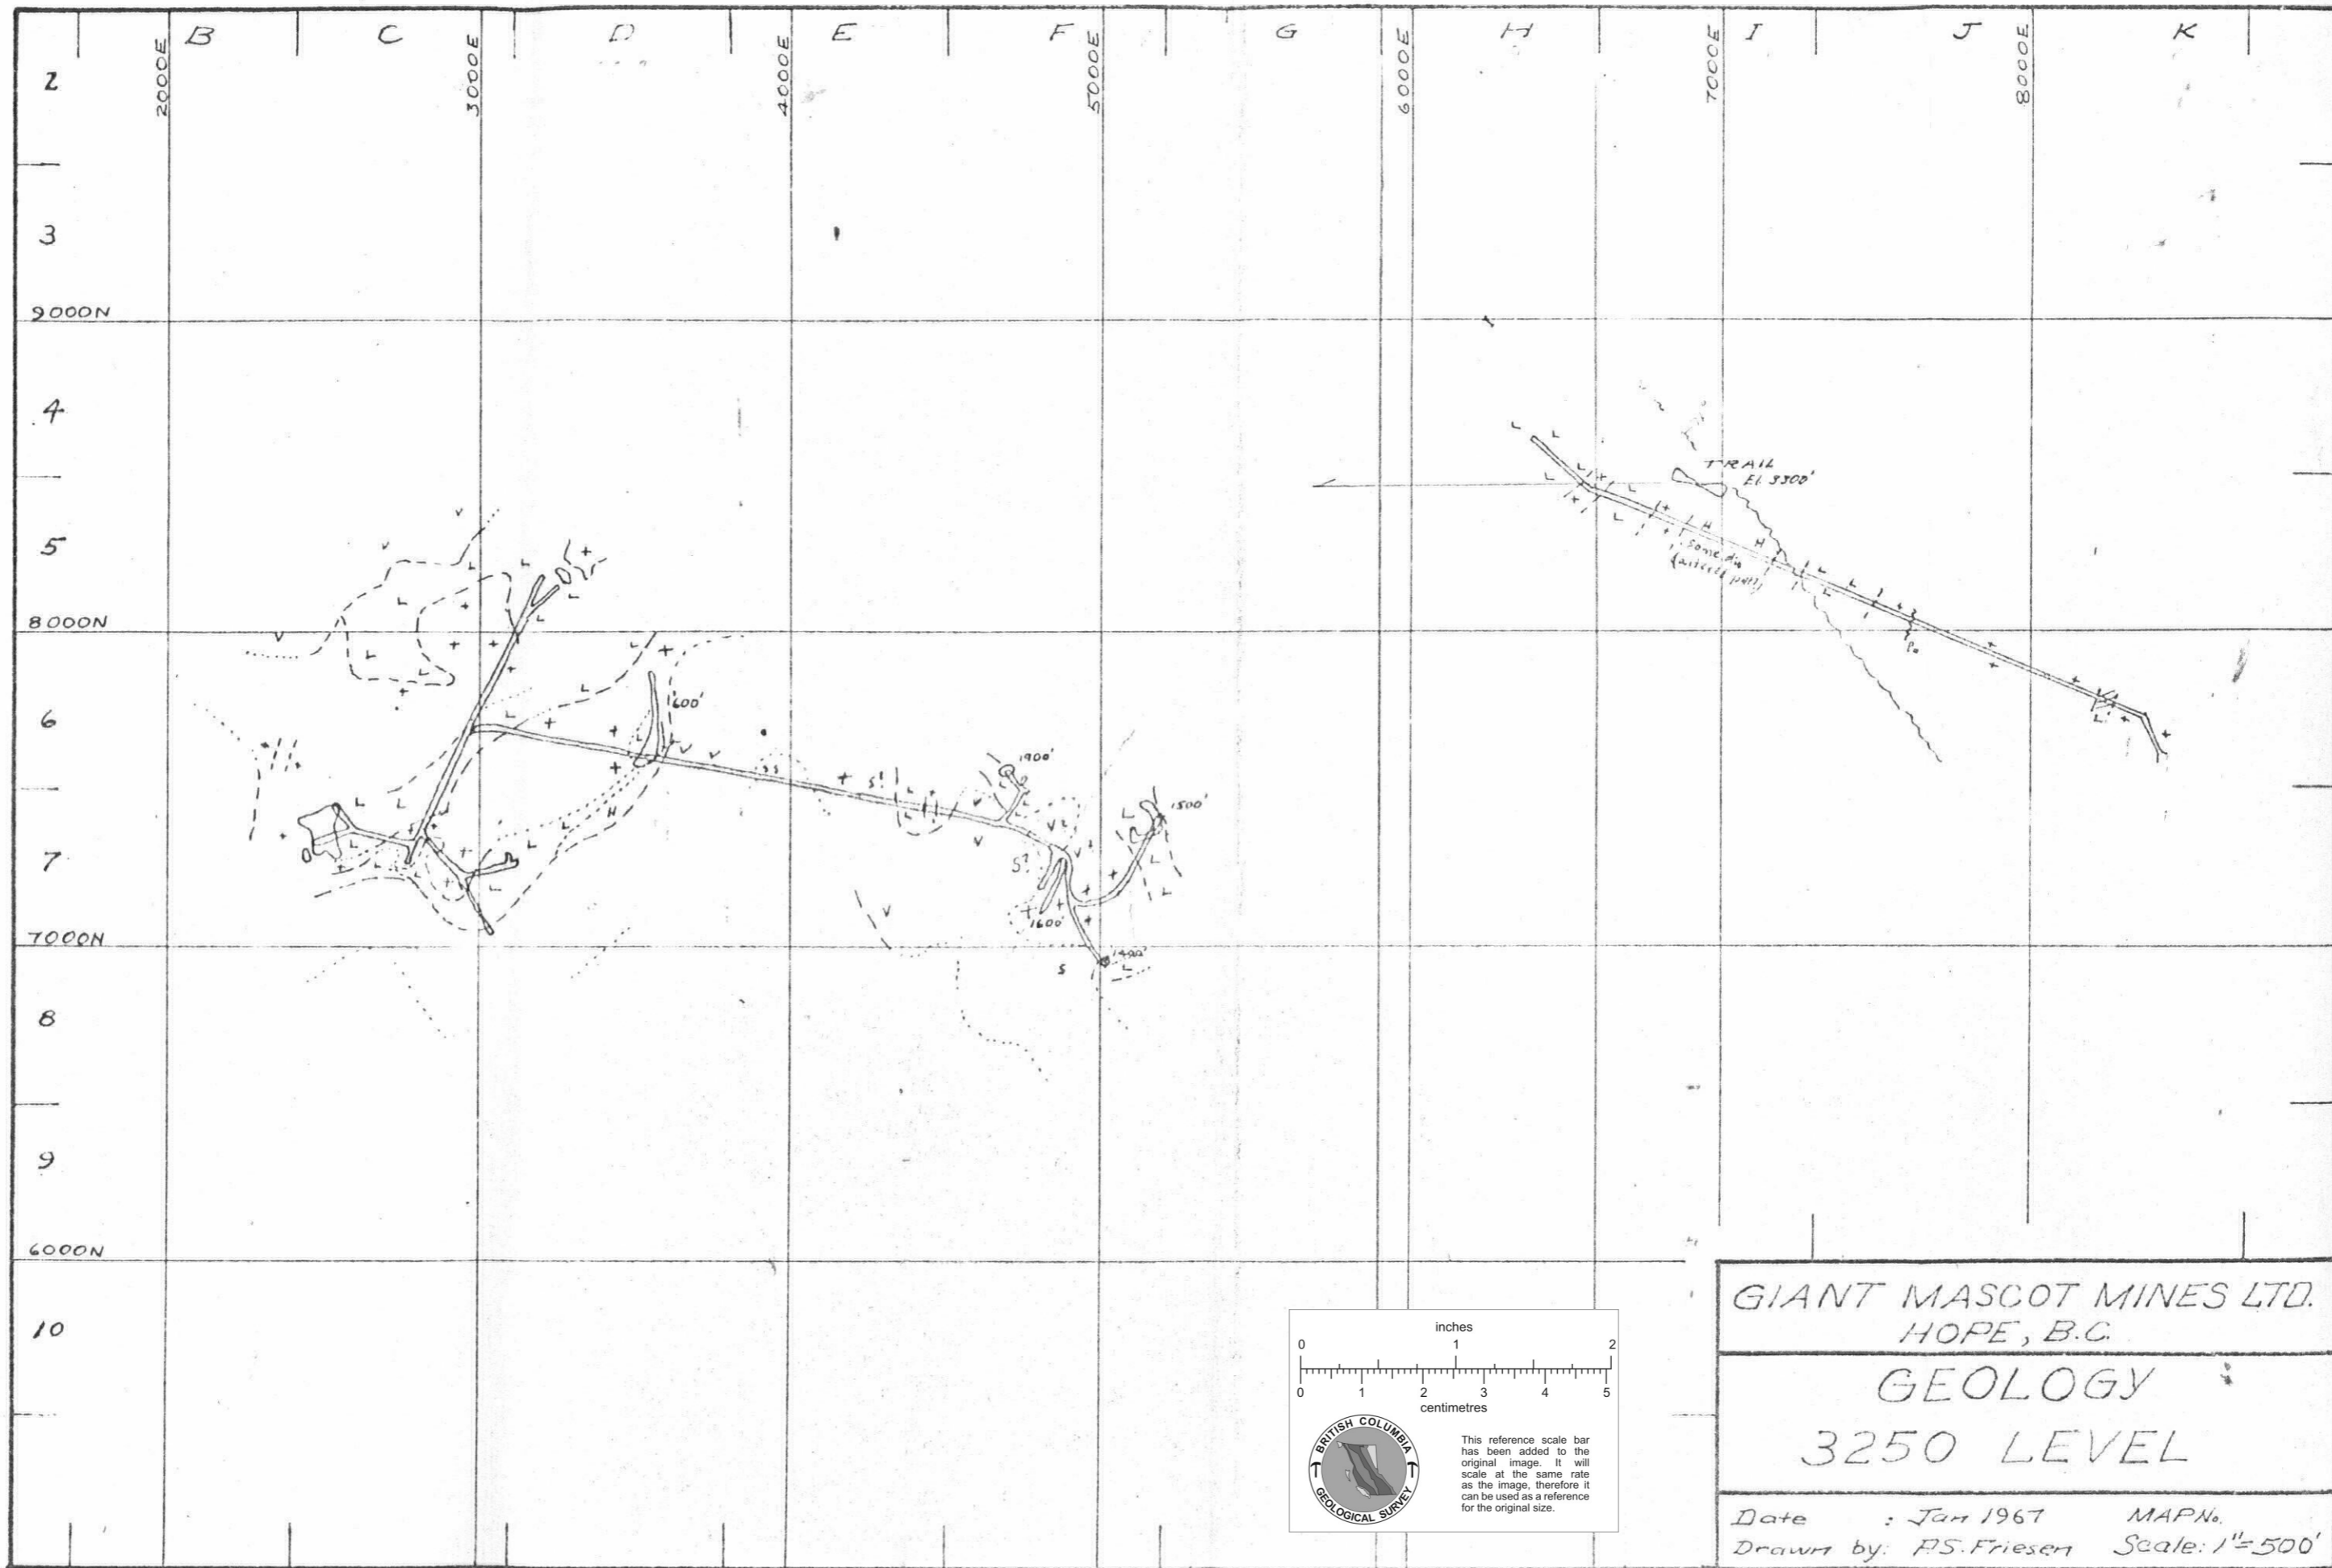 B C D E F G H I J K
2000E 3000E 4000E 5000E 6000E 7000E 8000E
2
3
9000N
4
TRAIL
El. 3300'
5
H
H
some
8000N
Po
6
600'
1900'
SS
S?
1500'
7
H
S?
1600'
7000N
S
8
9
6000N
10
inches
0 1 2
0 1 2 3 4 5
centimetres
BRITISH COLUMBIA
GEOLOGICAL SURVEY
This reference scale bar
has been added to the
original image. It will
scale at the same rate
as the image, therefore it
can be used as a reference
for the original size.
GIANT MASCOT MINES LTD.
HOPE, B.C.
GEOLOGY
3250 LEVEL
Date : Jan 1967 MAP No.
Drawn by: P.S. Friesen Scale: 1"=500'